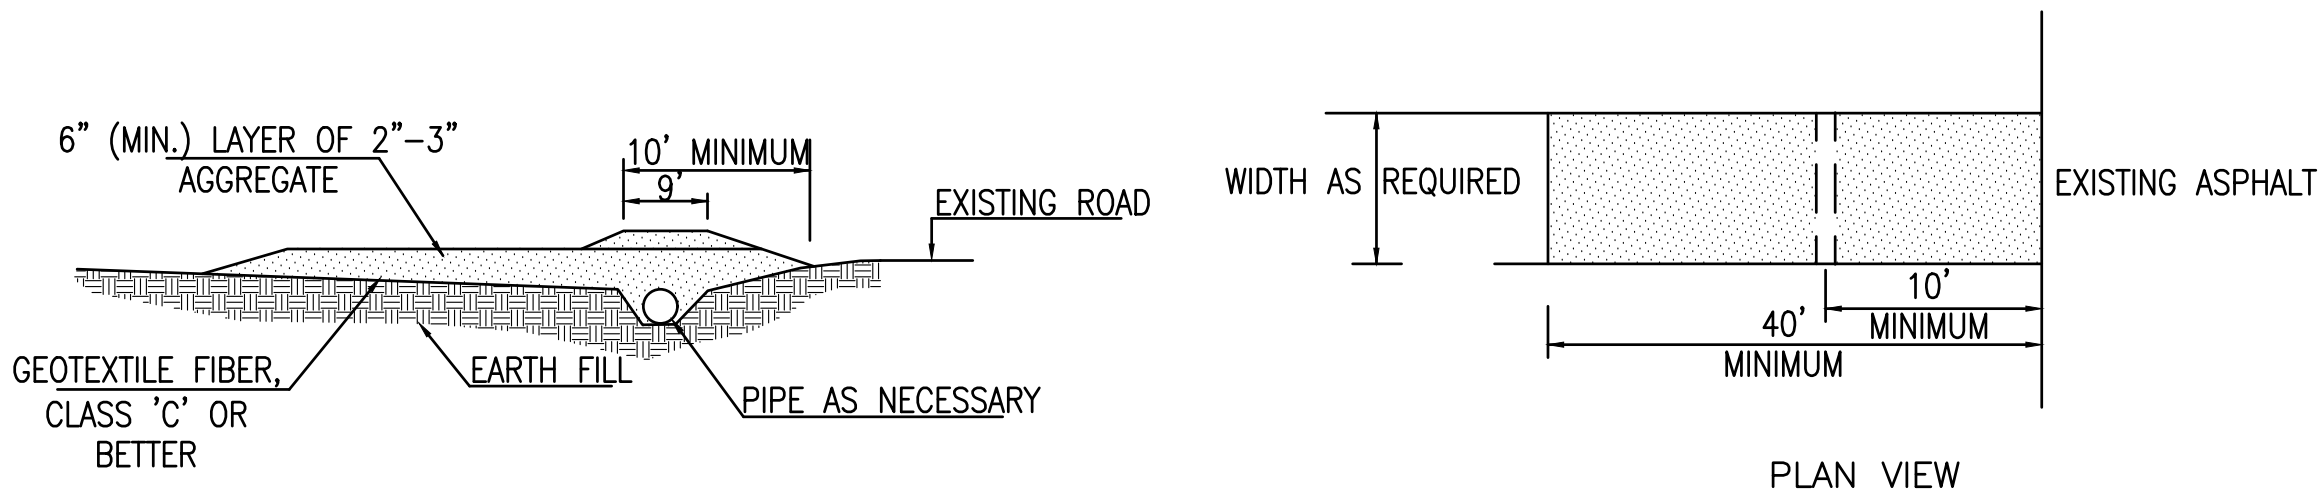 6" (MIN.) LAYER OF 2"-3"
AGGREGATE
10' MINIMUM
9'
EXISTING ROAD
GEOTEXTILE FIBER,
CLASS 'C' OR
BETTER
EARTH FILL
PIPE AS NECESSARY
WIDTH AS REQUIRED
EXISTING ASPHALT
10'
MINIMUM
40'
MINIMUM
PLAN VIEW